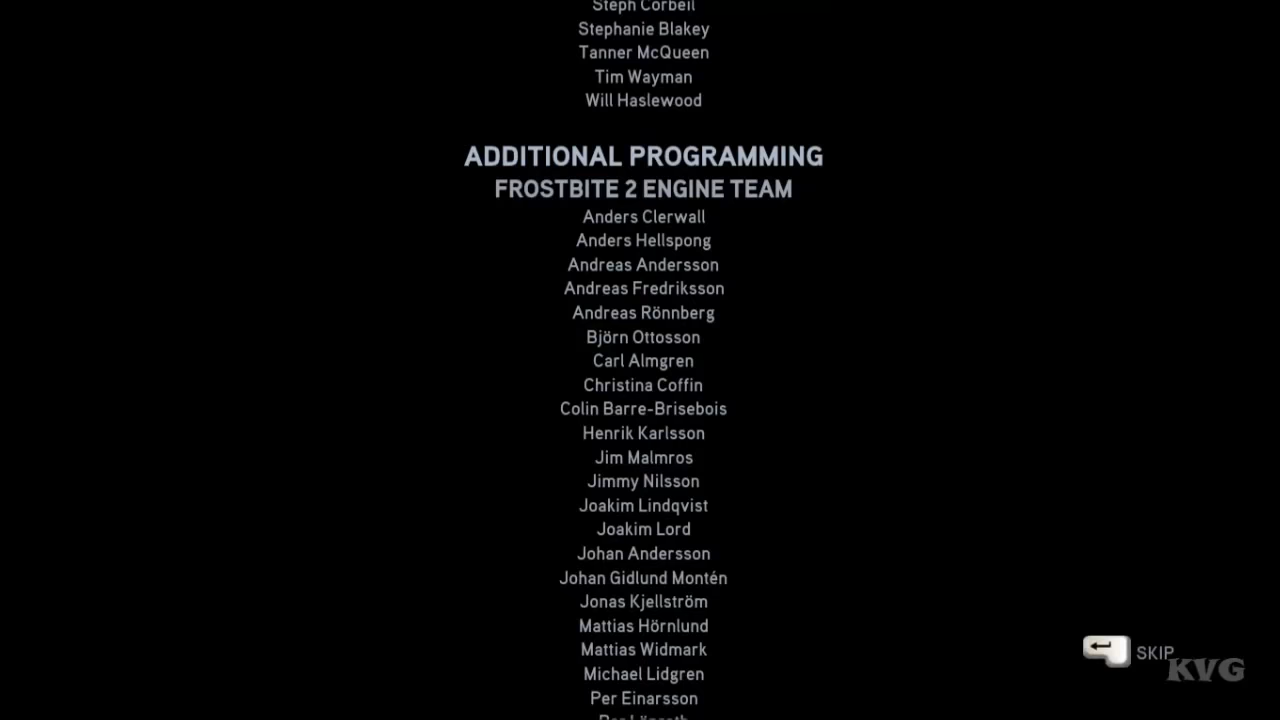 Steph Corbeil
Stephanie Blakey
Tanner McQueen
Tim Wayman
Will Haslewood
ADDITIONAL PROGRAMMING
FROSTBITE 2 ENGINE TEAM
Anders Clerwall
Anders Hellspong
Andreas Andersson
Andreas Fredriksson
Andreas Rönnberg
Björn Ottosson
Carl Almgren
Christina Coffin
Colin Barre-Brisebois
Henrik Karlsson
Jim Malmros
Jimmy Nilsson
Joakim Lindqvist
Joakim Lord
Johan Andersson
Johan Gidlund Montén
Jonas Kjellström
Mattias Hörnlund
Mattias Widmark
Michael Lidgren
Per Einarsson
SKIP
KVG